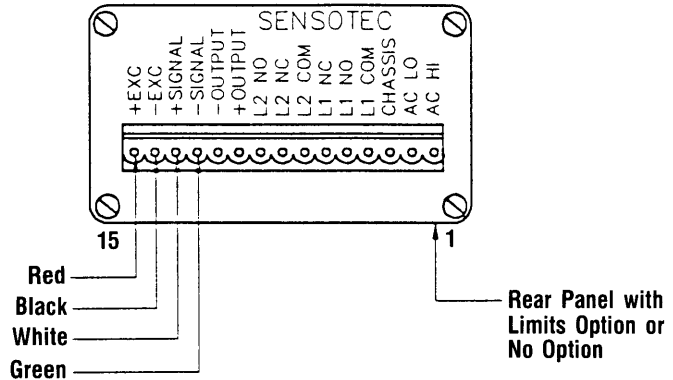 SENSOTEC
+EXC
-EXC
+SIGNAL
-SIGNAL
-OUTPUT
+OUTPUT
L2 NO
L2 NC
L2 COM
L1 NC
L1 NO
L1 COM
CHASSIS
AC LO
AC HI
15
1
Red
Black
White
Green
Rear Panel with
Limits Option or
No Option